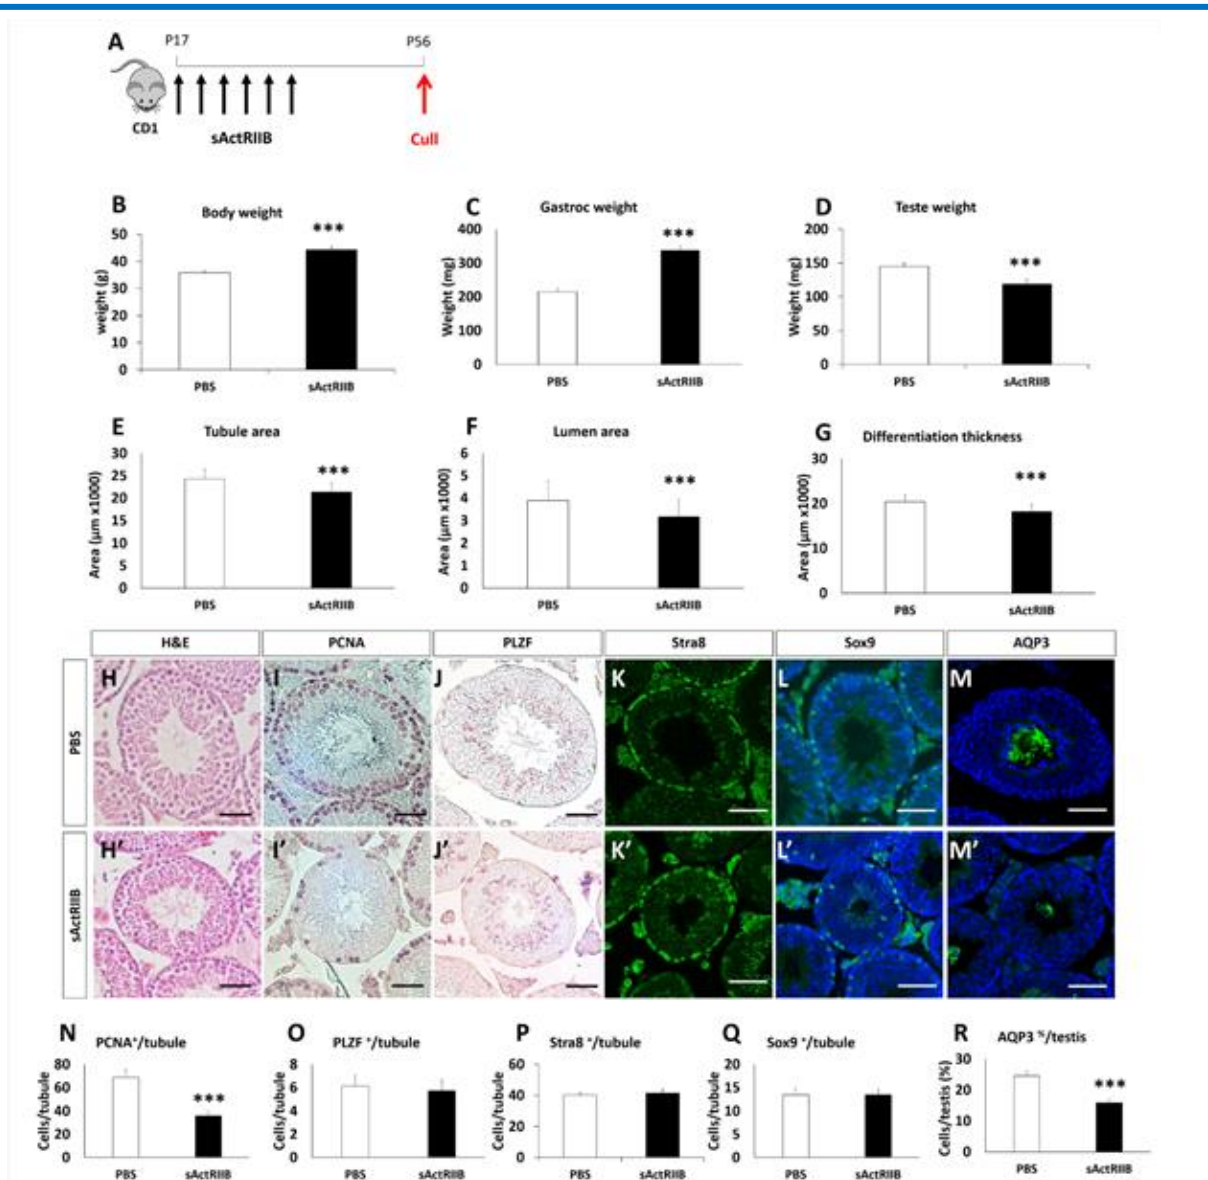 A
P17
P56
CD1
sActRIIB
Cull
B
Body weight
***
weight (g)
50
40
30
20
10
0
PBS
sActRIIB
C
Gastroc weight
***
Weight (mg)
400
300
200
100
0
PBS
sActRIIB
D
Teste weight
***
Weight (mg)
200
150
100
50
0
PBS
sActRIIB
E
Tubule area
***
Area (µm x1000)
30
25
20
15
10
5
0
PBS
sActRIIB
F
Lumen area
***
Area (µm x1000)
6
5
4
3
2
1
0
PBS
sActRIIB
G
Differentiation thickness
***
Area (µm x1000)
30
20
10
0
PBS
sActRIIB
H&E
PCNA
PLZF
Stra8
Sox9
AQP3
PBS
H
I
J
K
L
M
sActRIIB
H'
I'
J'
K'
L'
M'
N
PCNA+/tubule
***
Cells/tubule
80
60
40
20
0
PBS
sActRIIB
O
PLZF +/tubule
Cells/tubule
8
6
4
2
0
PBS
sActRIIB
P
Stra8 +/tubule
Cells/tubule
60
40
20
0
PBS
sActRIIB
Q
Sox9 +/tubule
Cells/tubule
20
15
10
5
0
PBS
sActRIIB
R
AQP3 %/testis
***
Cells/testis (%)
30
20
10
0
PBS
sActRIIB